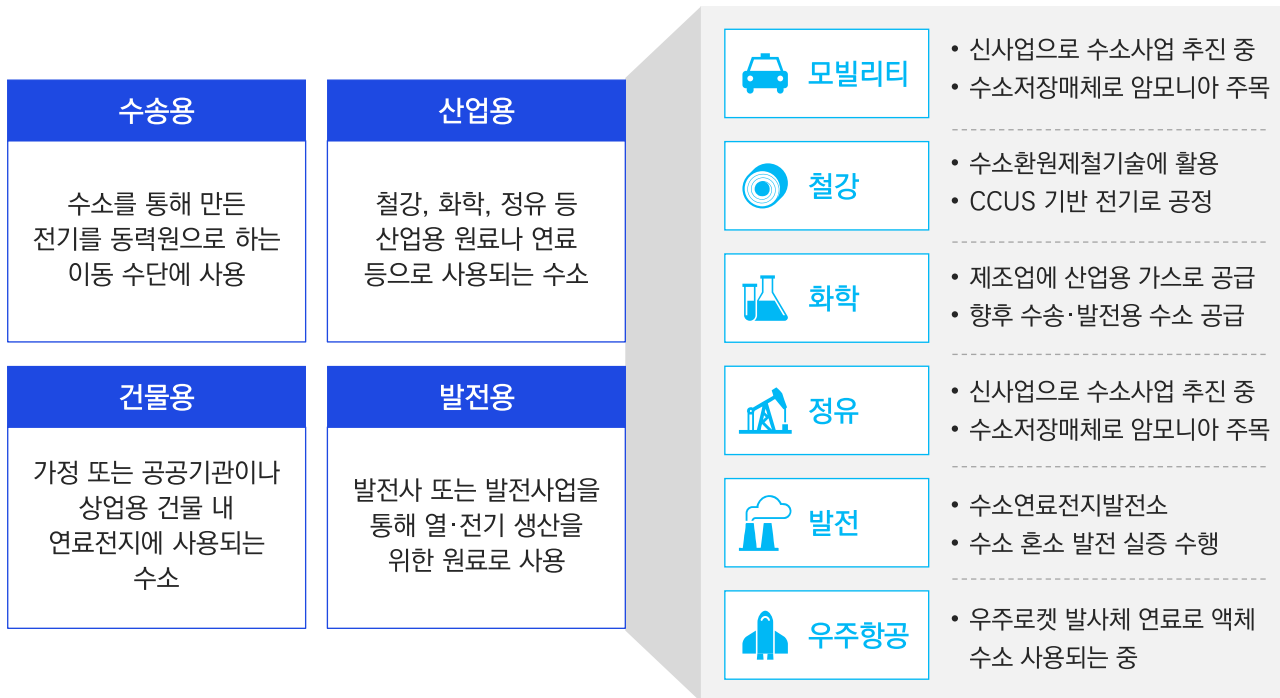 수송용
수소를 통해 만든
전기를 동력원으로 하는
이동 수단에 사용
산업용
철강, 화학, 정유 등
산업용 원료나 연료
등으로 사용되는 수소
건물용
가정 또는 공공기관이나
상업용 건물 내
연료전지에 사용되는
수소
발전용
발전사 또는 발전사업을
통해 열·전기 생산을
위한 원료로 사용
모빌리티
• 신사업으로 수소사업 추진 중
• 수소저장매체로 암모니아 주목
철강
• 수소환원제철기술에 활용
• CCUS 기반 전기로 공정
화학
• 제조업에 산업용 가스로 공급
• 향후 수송·발전용 수소 공급
정유
• 신사업으로 수소사업 추진 중
• 수소저장매체로 암모니아 주목
발전
• 수소연료전지발전소
• 수소 혼소 발전 실증 수행
우주항공
• 우주로켓 발사체 연료로 액체
수소 사용되는 중